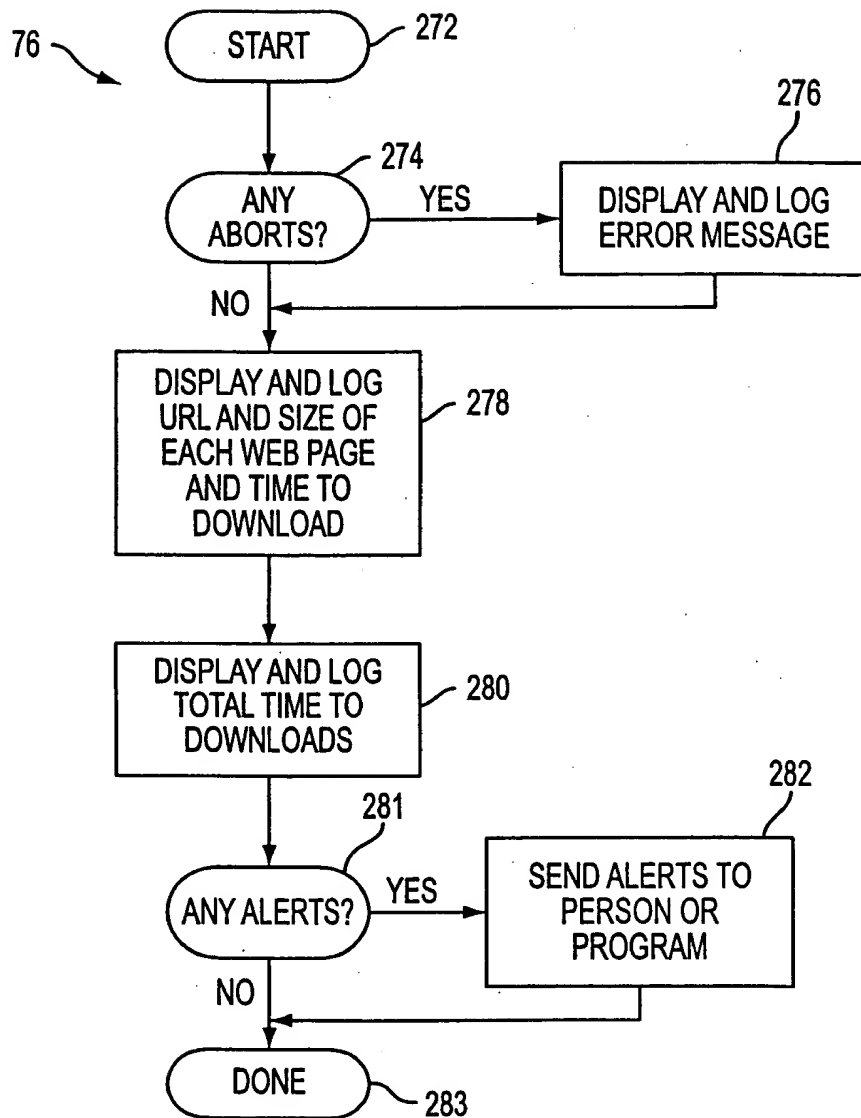 76
START
272
274
276
ANY
ABORTS?
YES
DISPLAY AND LOG
ERROR MESSAGE
NO
DISPLAY AND LOG
URL AND SIZE OF
EACH WEB PAGE
AND TIME TO
DOWNLOAD
278
DISPLAY AND LOG
TOTAL TIME TO
DOWNLOADS
280
281
282
ANY ALERTS?
YES
SEND ALERTS TO
PERSON OR
PROGRAM
NO
DONE
283